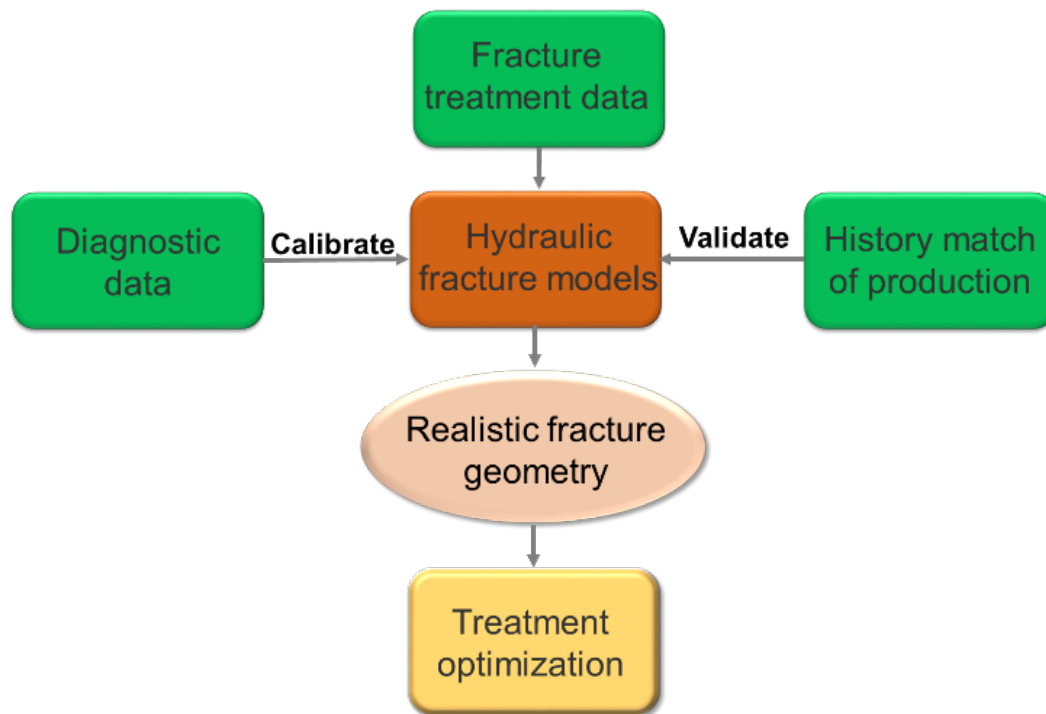 Fracture
treatment data
Diagnostic
data
Calibrate
Hydraulic
fracture models
Validate
History match
of production
Realistic fracture
geometry
Treatment
optimization